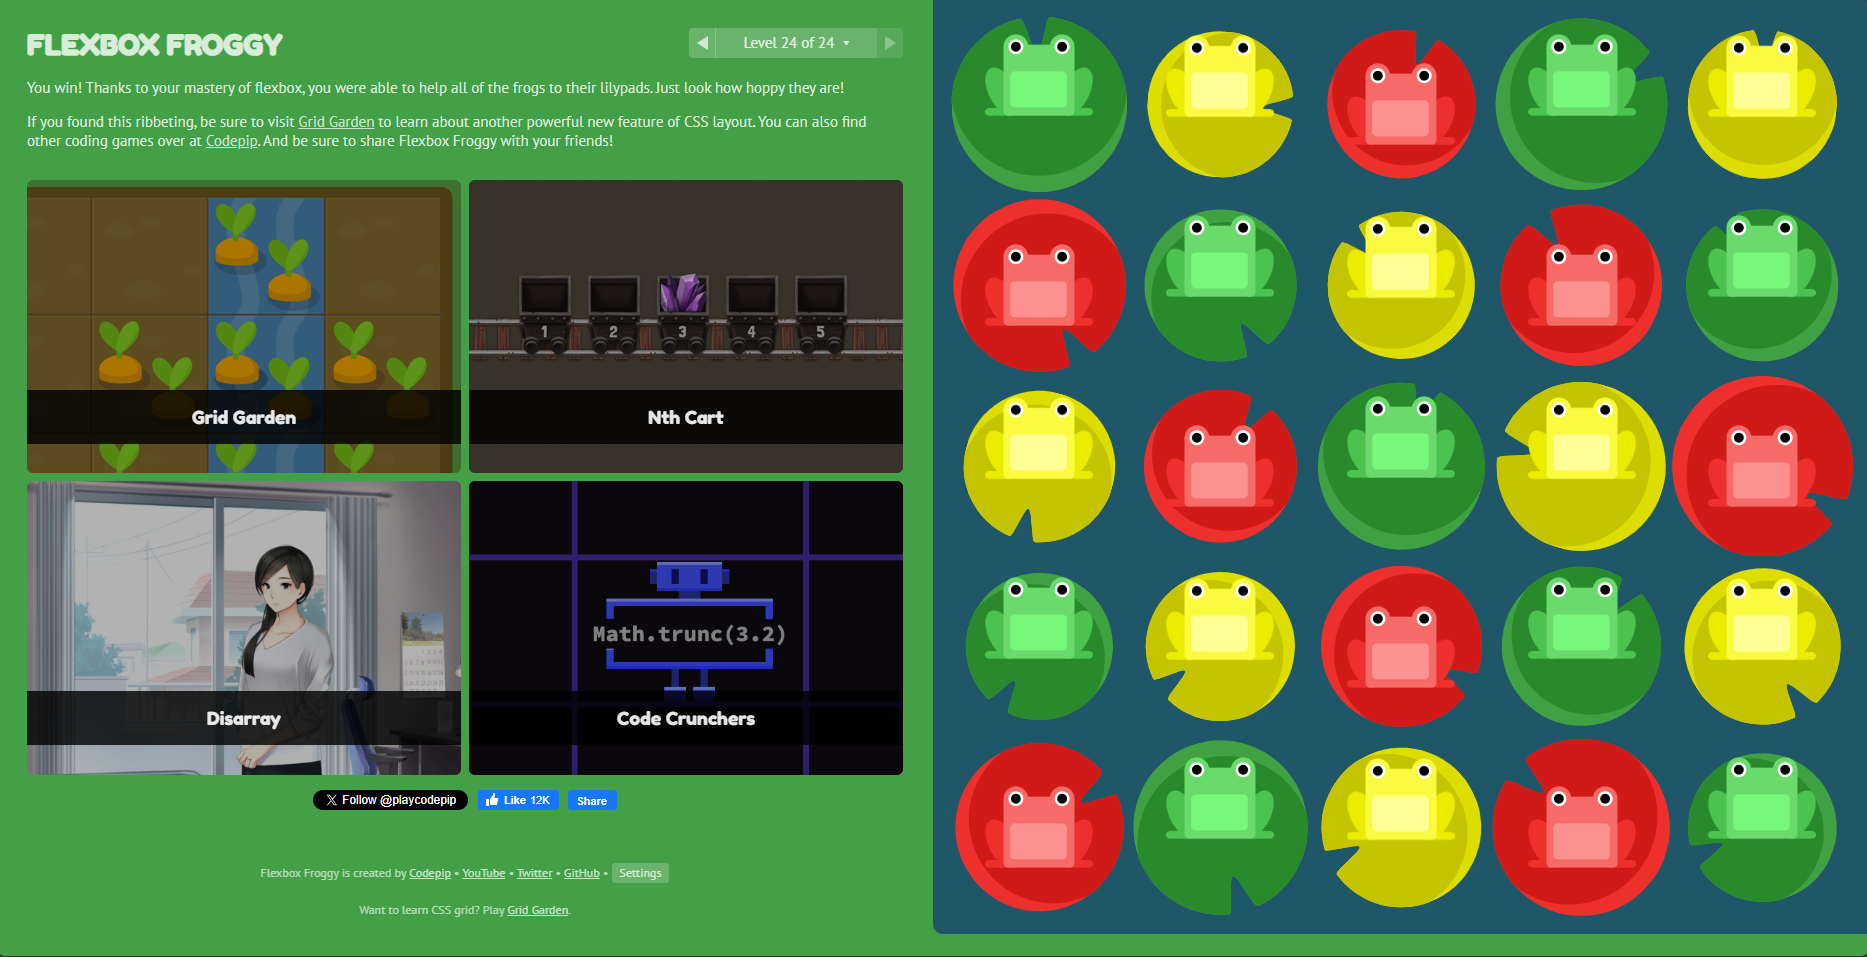 FLEXBOX FROGGY
Level 24 of 24
You win! Thanks to your mastery of flexbox, you were able to help all of the frogs to their lilypads. Just look how hoppy they are!
If you found this ribbeting, be sure to visit Grid Garden to learn about another powerful new feature of CSS layout. You can also find
other coding games over at Codepip. And be sure to share Flexbox Froggy with your friends!
1 2 3 4 5
Grid Garden
Nth Cart
Math.trunc(3.2)
Disarray
Code Crunchers
Follow @playcodepip
Like 12K
Share
Flexbox Froggy is created by Codepip • YouTube • Twitter • GitHub • Settings
Want to learn CSS grid? Play Grid Garden.